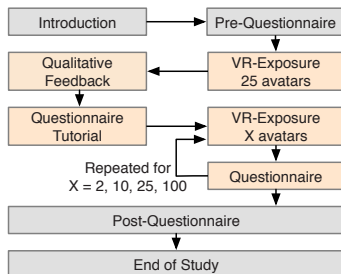 Introduction
Pre-Questionnaire
Qualitative
Feedback
VR-Exposure
25 avatars
Questionnaire
Tutorial
VR-Exposure
X avatars
Repeated for
X = 2, 10, 25, 100
Questionnaire
Post-Questionnaire
End of Study